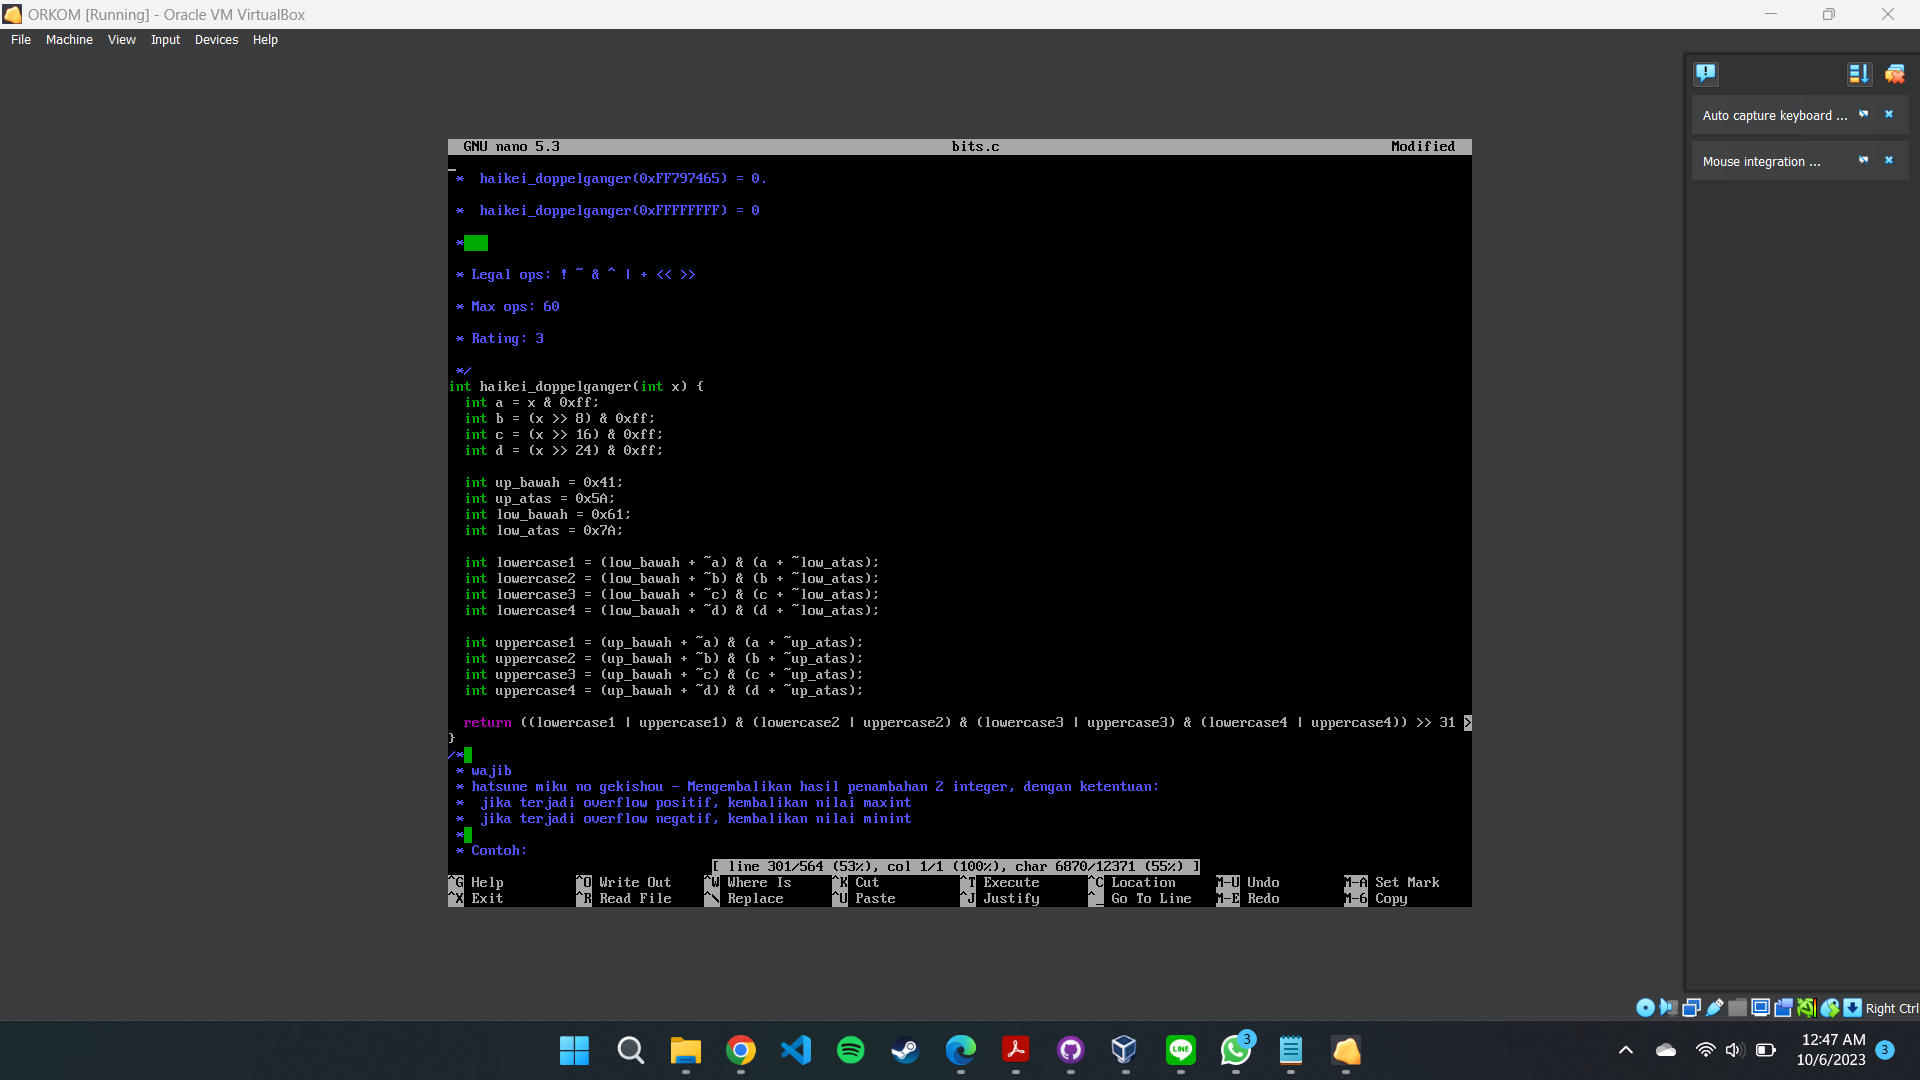 ORKOM [Running] - Oracle VM VirtualBox
File Machine View Input Devices Help
Auto capture keyboard ...
Mouse integration ...
GNU nano 5.3 bits.c Modified
*  haikei_doppelganger(0xFF797465) = 0.
*  haikei_doppelganger(0xFFFFFFFF) = 0
*
* Legal ops: ! ~ & ^ | + << >>
* Max ops: 60
* Rating: 3
*/
int haikei_doppelganger(int x) {
int a = x & 0xff;
int b = (x >> 8) & 0xff;
int c = (x >> 16) & 0xff;
int d = (x >> 24) & 0xff;
int up_bawah = 0x41;
int up_atas = 0x5A;
int low_bawah = 0x61;
int low_atas = 0x7A;
int lowercase1 = (low_bawah + ~a) & (a + ~low_atas);
int lowercase2 = (low_bawah + ~b) & (b + ~low_atas);
int lowercase3 = (low_bawah + ~c) & (c + ~low_atas);
int lowercase4 = (low_bawah + ~d) & (d + ~low_atas);
int uppercase1 = (up_bawah + ~a) & (a + ~up_atas);
int uppercase2 = (up_bawah + ~b) & (b + ~up_atas);
int uppercase3 = (up_bawah + ~c) & (c + ~up_atas);
int uppercase4 = (up_bawah + ~d) & (d + ~up_atas);
return ((lowercase1 | uppercase1) & (lowercase2 | uppercase2) & (lowercase3 | uppercase3) & (lowercase4 | uppercase4)) >> 31 >
}
/*
* wajib
* hatsune miku no gekishou - Mengembalikan hasil penambahan 2 integer, dengan ketentuan:
*  jika terjadi overflow positif, kembalikan nilai maxint
*  jika terjadi overflow negatif, kembalikan nilai minint
*
* Contoh:
[ line 301/564 (53%), col 1/1 (100%), char 6870/12371 (55%) ]
^G Help ^O Write Out ^W Where Is ^K Cut ^T Execute ^C Location M-U Undo M-A Set Mark
^X Exit ^R Read File ^\ Replace ^U Paste ^J Justify ^_ Go To Line M-E Redo M-6 Copy
Right Ctrl
LINE
3
12:47 AM
10/6/2023
3